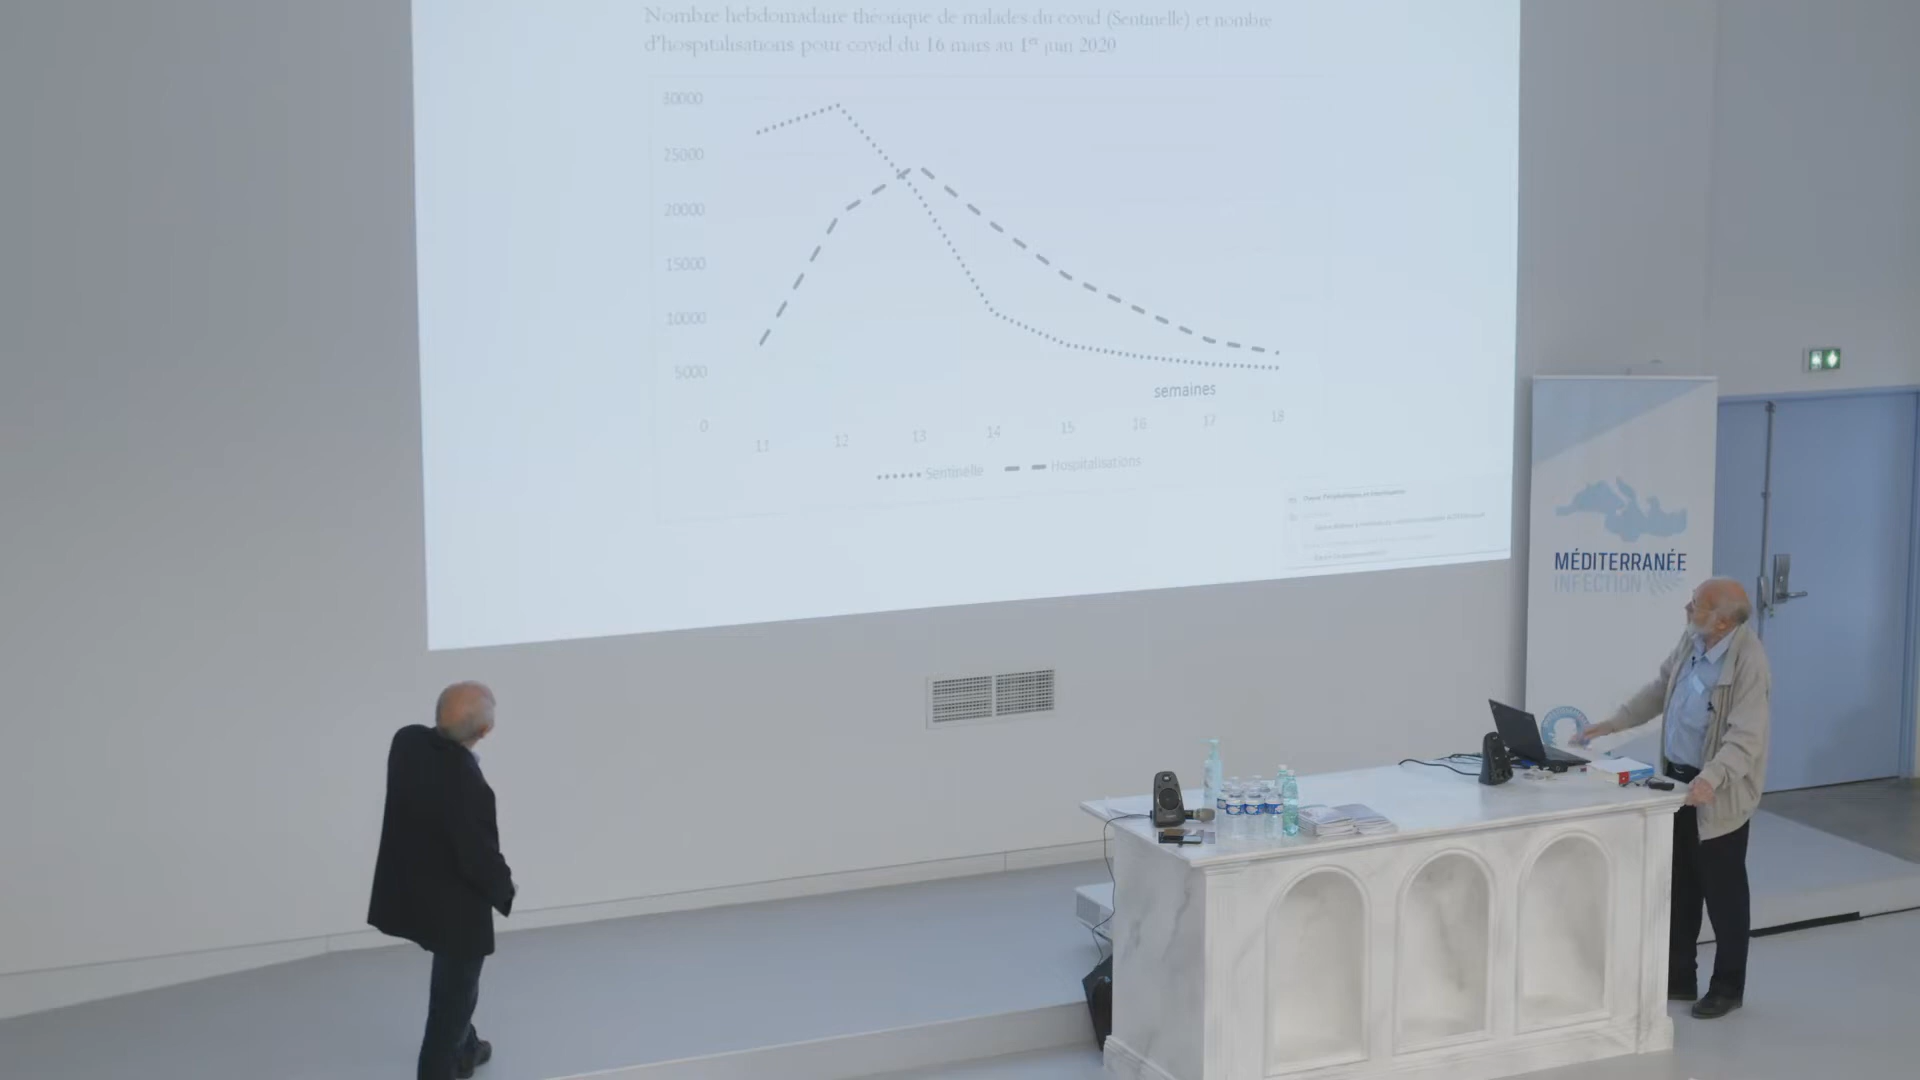 Nombre hebdomadaire théorique de malades du covid (Sentinelle) et nombre
d'hospitalisations pour covid du 16 mars au 1er juin 2020
30000
25000
20000
15000
10000
5000
0
semaines
11 12 13 14 15 16 17 18
Sentinelle Hospitalisations
MÉDITERRANÉE
INFECTION